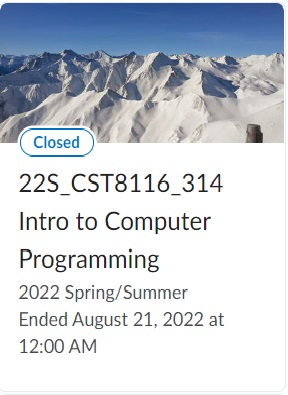 Closed
22S_CST8116_314
Intro to Computer
Programming
2022 Spring/Summer
Ended August 21, 2022 at
12:00 AM